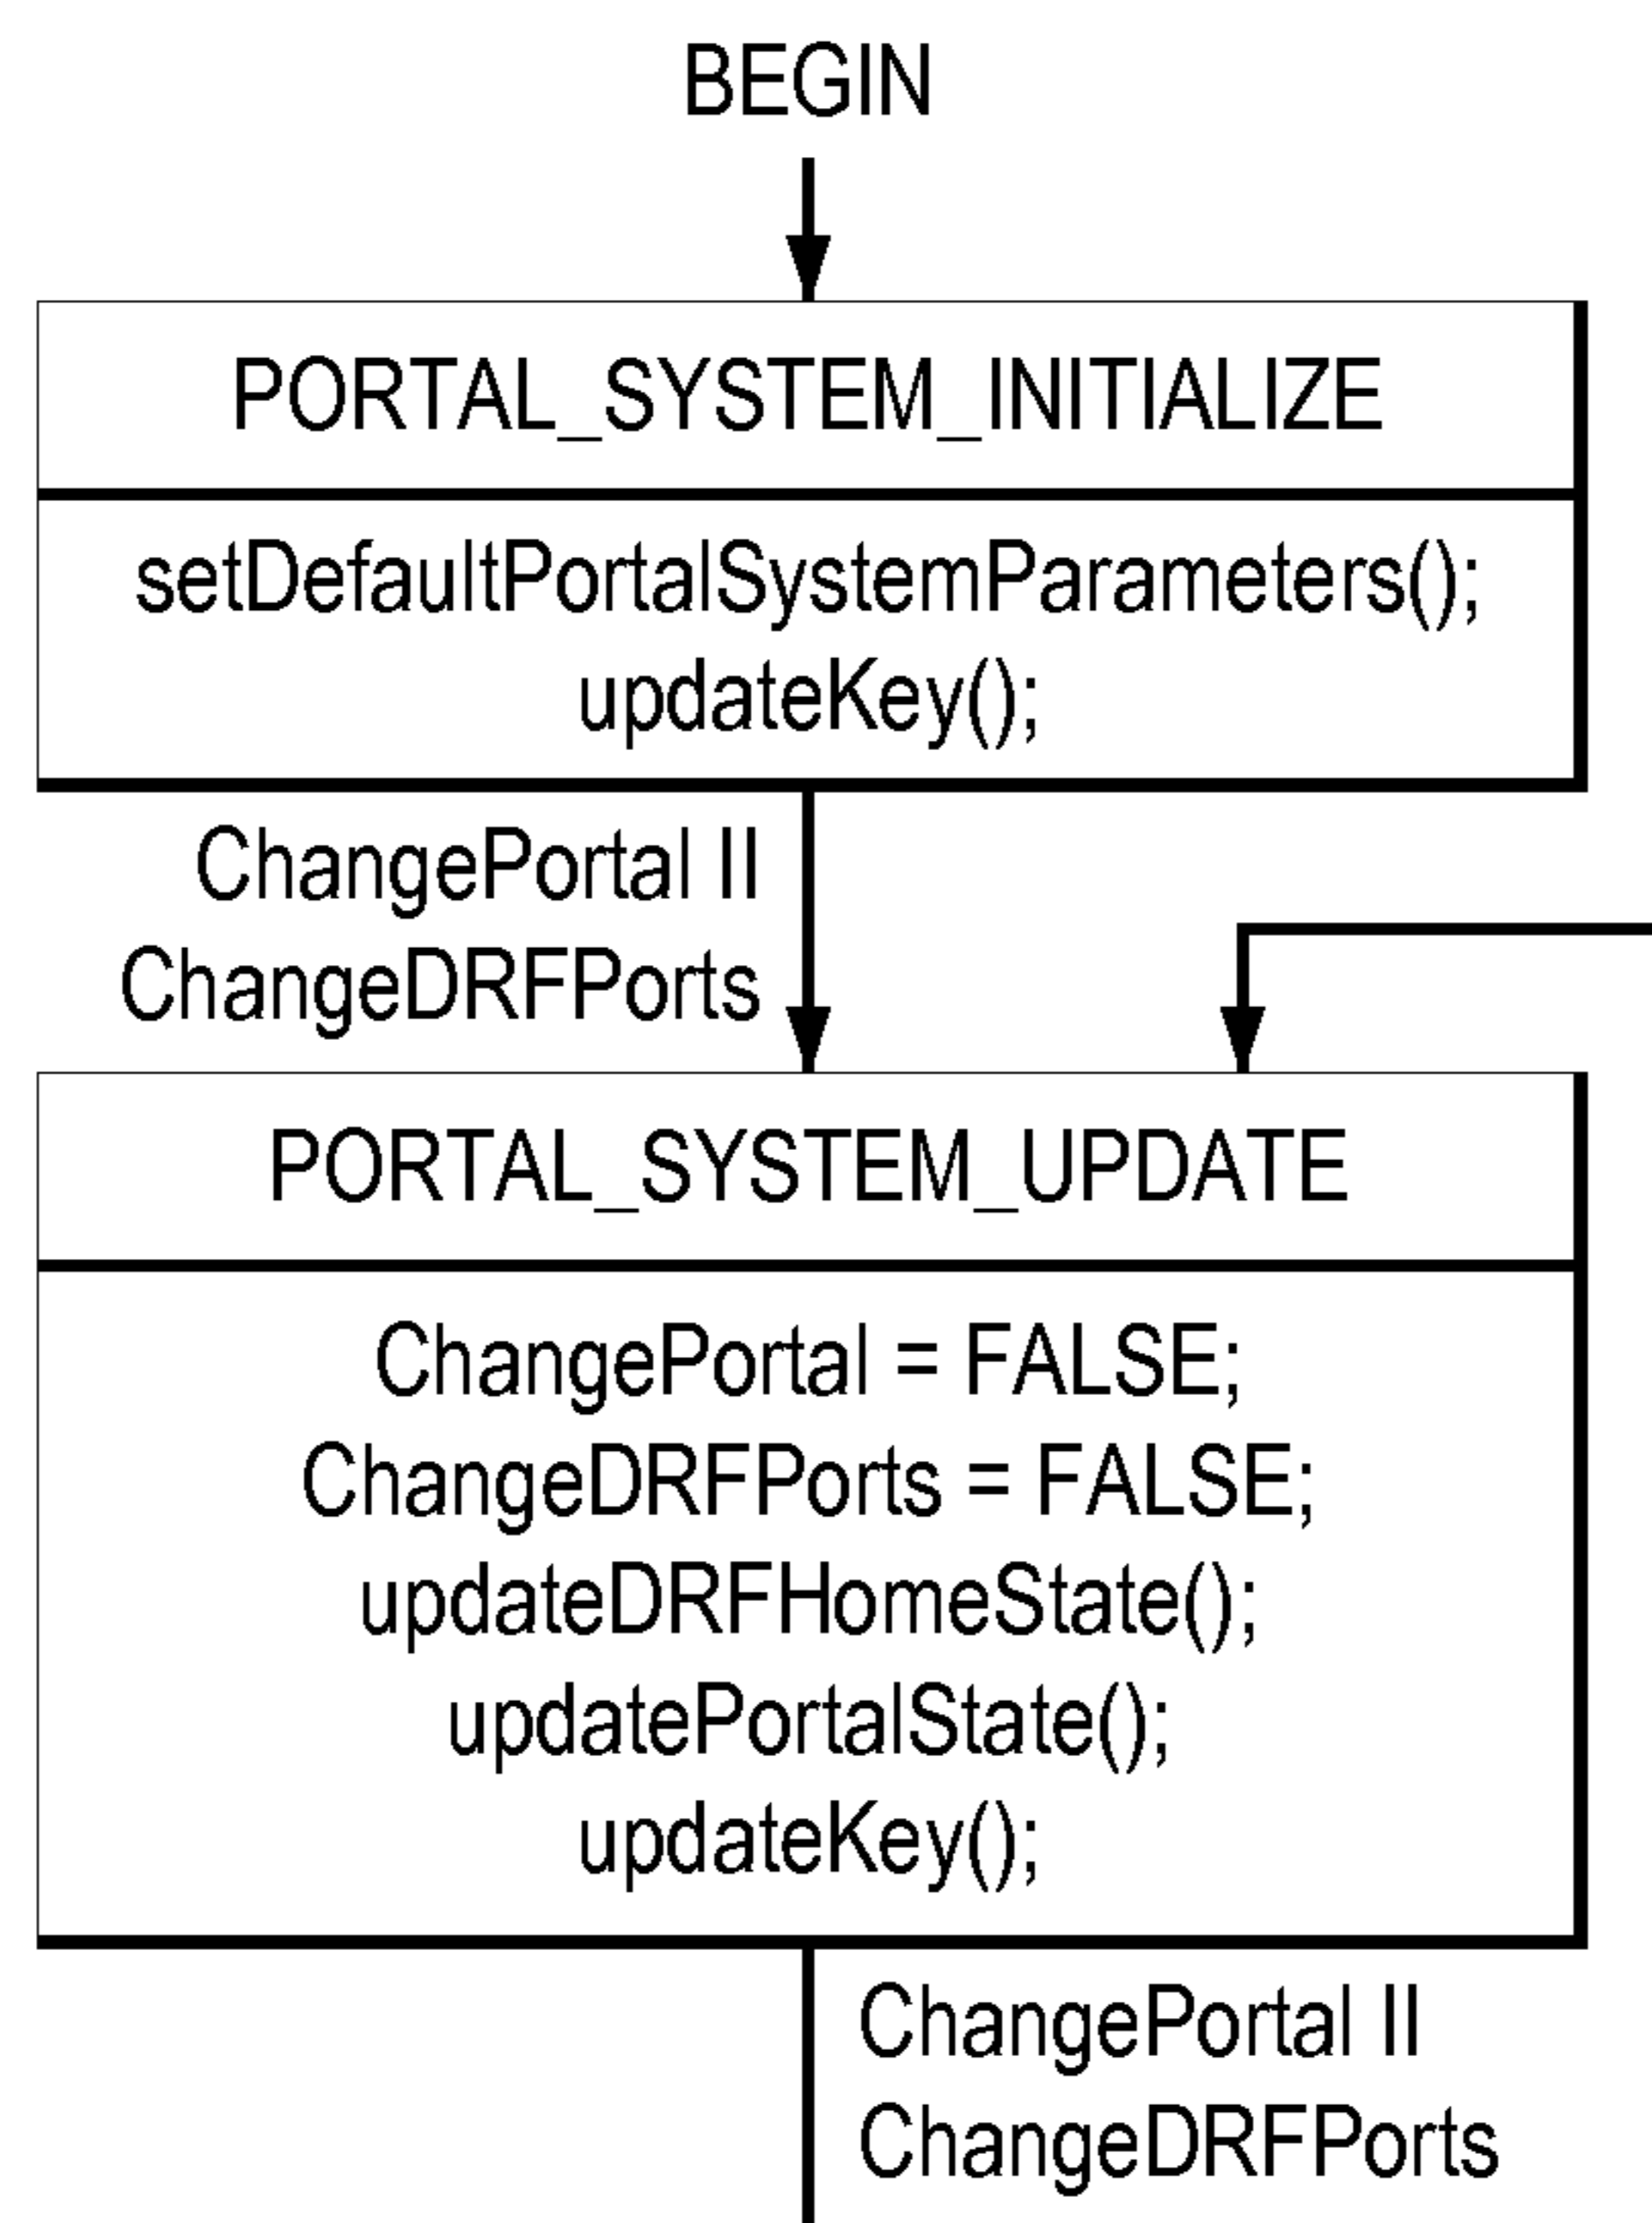 BEGIN
PORTAL_SYSTEM_INITIALIZE
setDefaultPortalSystemParameters();
updateKey();
ChangePortal II
ChangeDRFPorts
PORTAL_SYSTEM_UPDATE
ChangePortal = FALSE;
ChangeDRFPorts = FALSE;
updateDRFHomeState();
updatePortalState();
updateKey();
ChangePortal II
ChangeDRFPorts